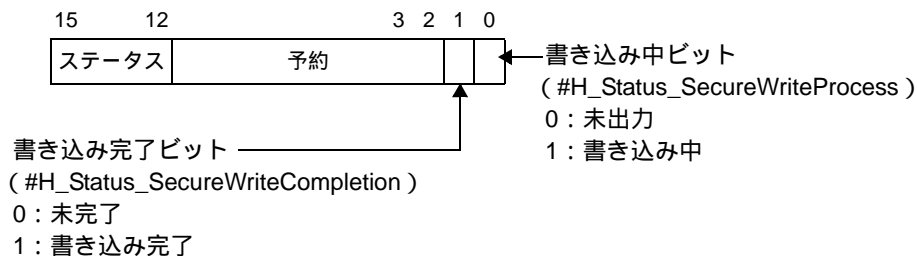 15 12 3 2 1 0
ステータス 予約
書き込み中ビット
(#H_Status_SecureWriteProcess)
0:未出力
1:書き込み中
書き込み完了ビット
(#H_Status_SecureWriteCompletion)
0:未完了
1:書き込み完了